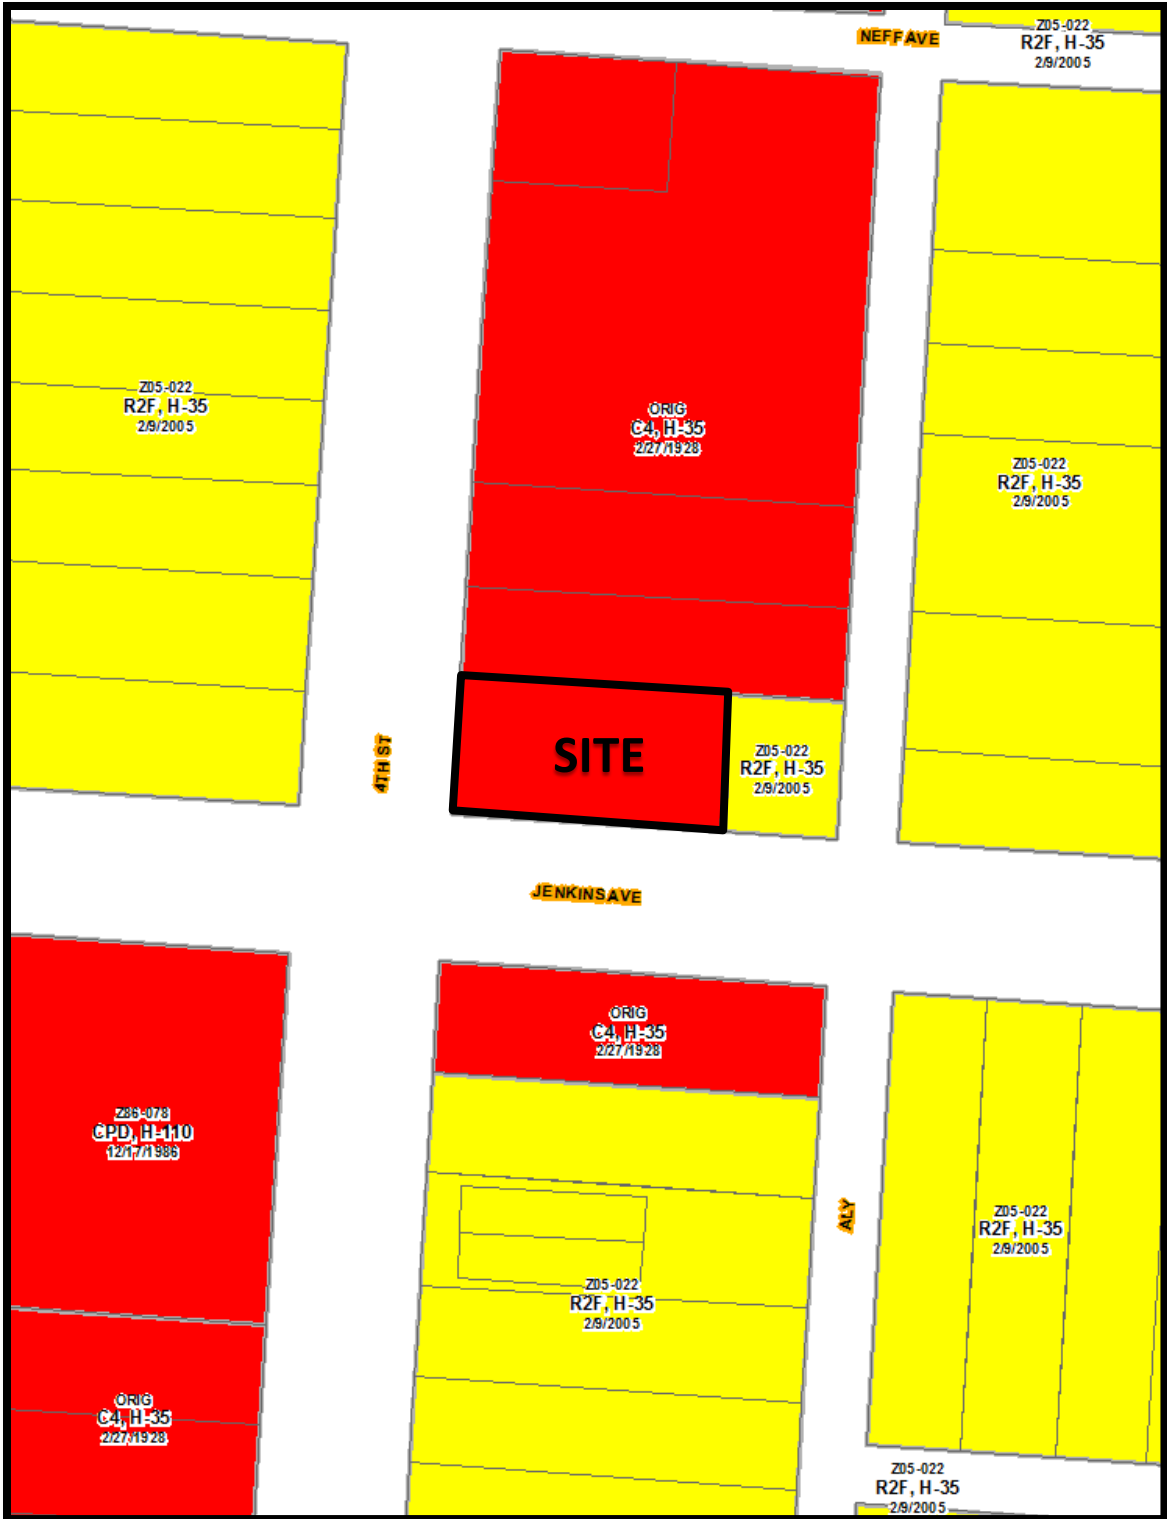 NEFF AVE
Z05-022
R2F, H-35
2/9/2005
Z05-022
R2F, H-35
2/9/2005
ORIG
C4, H-35
2/27/1928
Z05-022
R2F, H-35
2/9/2005
4TH ST
SITE
Z05-022
R2F, H-35
2/9/2005
JENKINS AVE
ORIG
C4, H-35
2/27/1928
Z86-078
CPD, H-110
12/17/1986
ALY
Z05-022
R2F, H-35
2/9/2005
Z05-022
R2F, H-35
2/9/2005
ORIG
C4, H-35
2/27/1928
Z05-022
R2F, H-35
2/9/2005